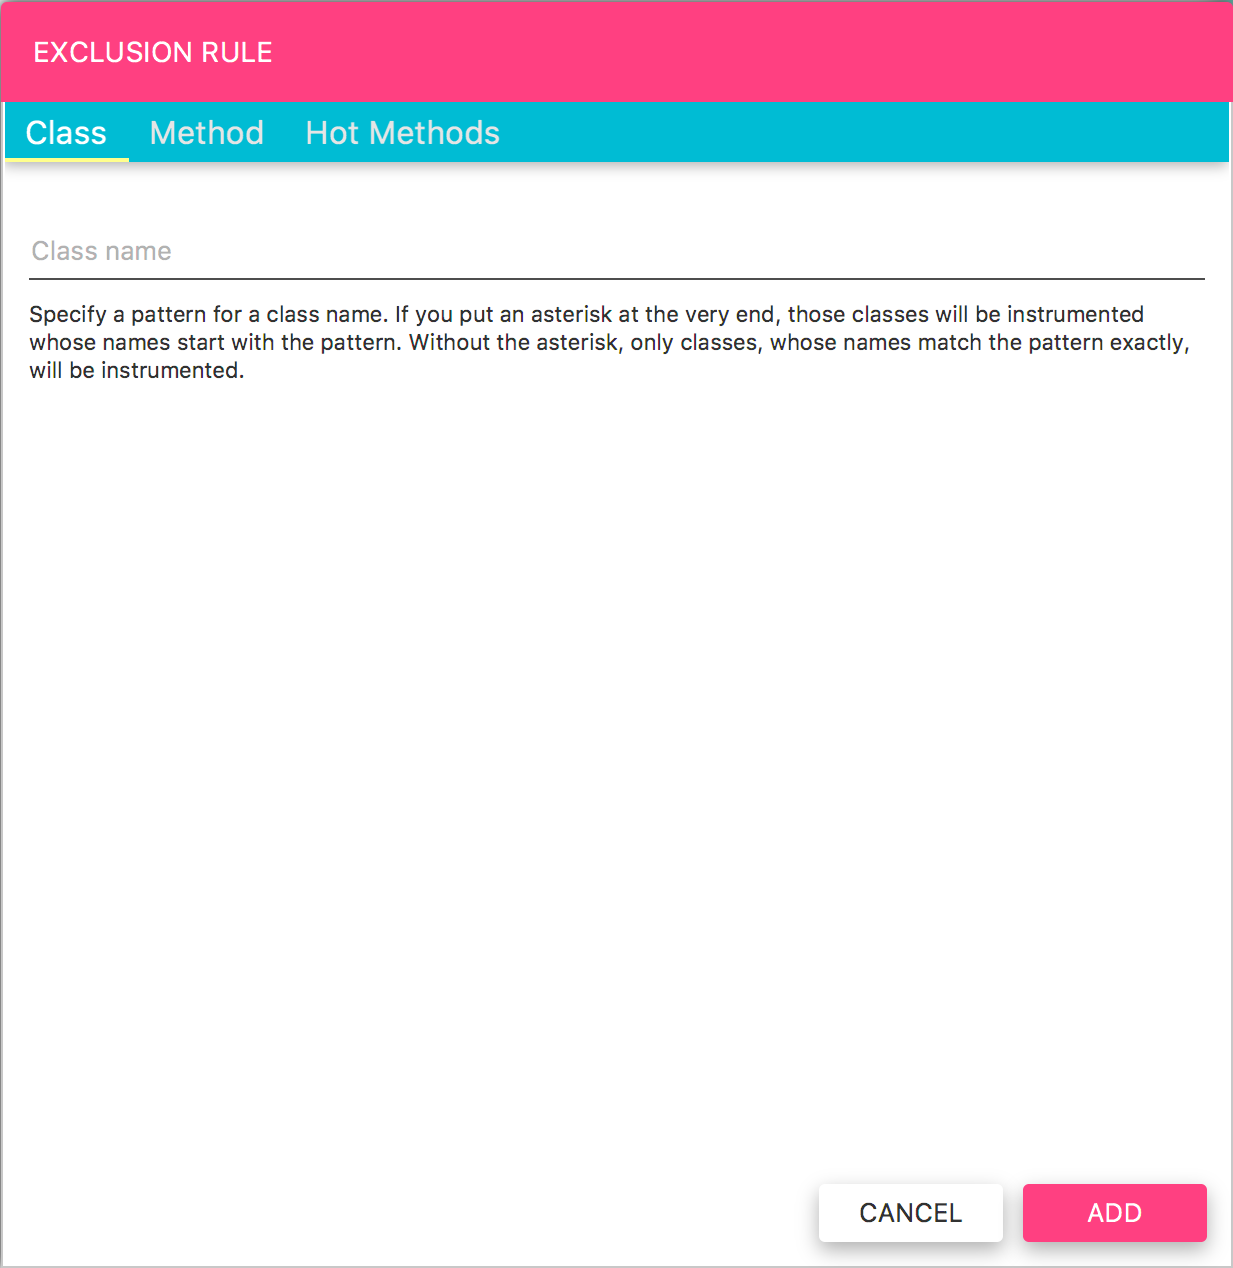 EXCLUSION RULE
Class Method Hot Methods
Class name
Specify a pattern for a class name. If you put an asterisk at the very end, those classes will be instrumented
whose names start with the pattern. Without the asterisk, only classes, whose names match the pattern exactly,
will be instrumented.
CANCEL ADD